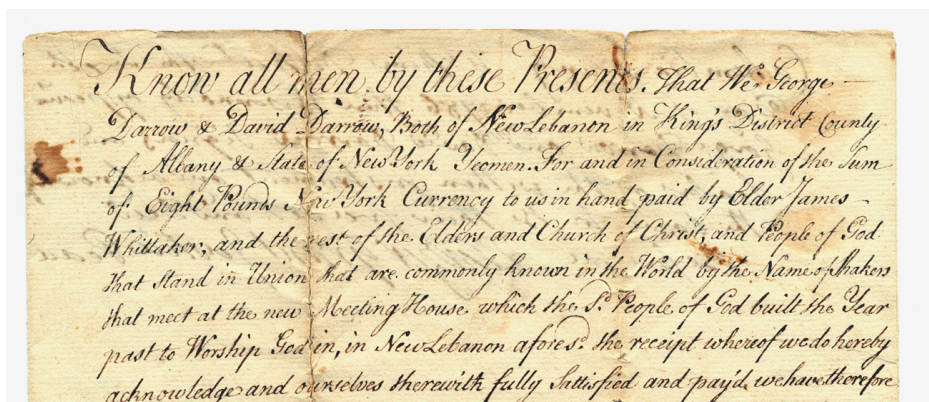 Know all men by these Presents. That We George
Darrow & David Darrow, Both of New Lebanon in King's District County
of Albany & State of New York Yeomen. For and in Consideration of the Sum
of Eight Pounds New York Currency to us in hand paid by Elder James
Whittaker, and the rest of the Elders and Church of Christ, and People of God
that stand in Union that are commonly known in the World by the Name of Shakers
that meet at the new Meeting House which the Sd. People of God built the Year
past to Worship God in, in New Lebanon aforesd. the receipt whereof we do hereby
acknowledge and ourselves therewith fully Sattisfied and pay'd, we have therefore